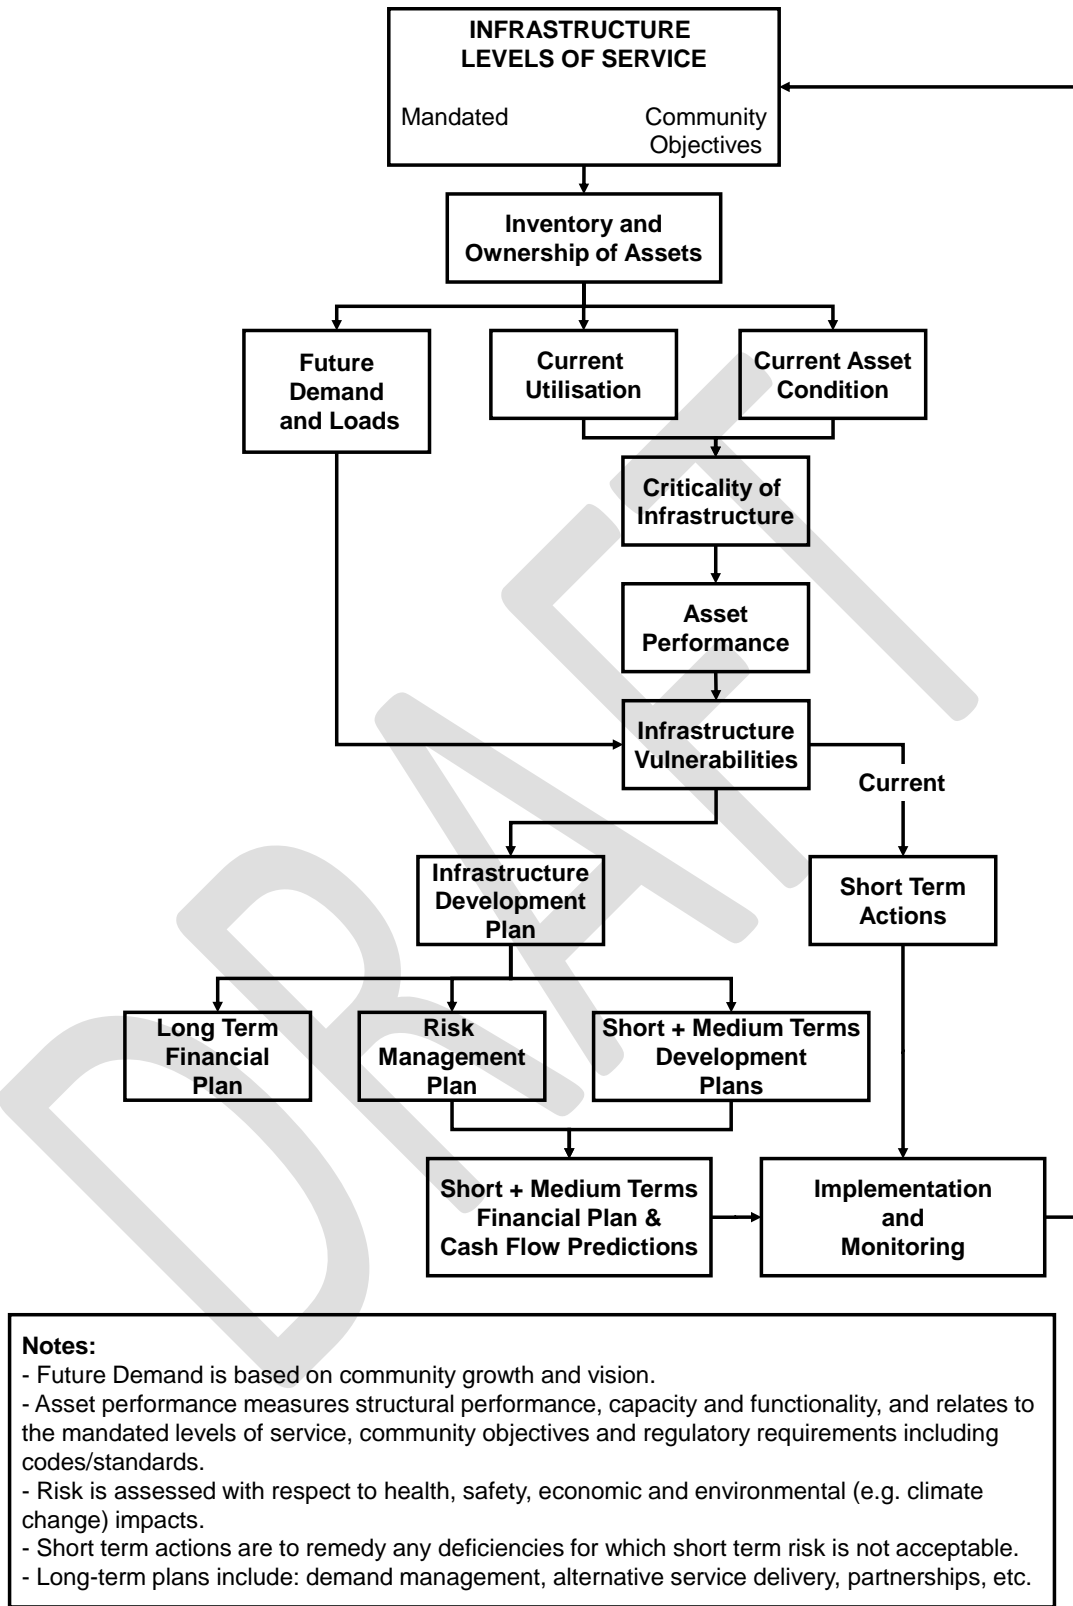 INFRASTRUCTURE
LEVELS OF SERVICE
Mandated
Community
Objectives
Inventory and
Ownership of Assets
Future
Demand
and Loads
Current
Utilisation
Current Asset
Condition
Criticality of
Infrastructure
Asset
Performance
Infrastructure
Vulnerabilities
Current
Infrastructure
Development
Plan
Short Term
Actions
Long Term
Financial
Plan
Risk
Management
Plan
Short + Medium Terms
Development
Plans
Short + Medium Terms
Financial Plan &
Cash Flow Predictions
Implementation
and
Monitoring
DRAFT
Notes:
- Future Demand is based on community growth and vision.
- Asset performance measures structural performance, capacity and functionality, and relates to
the mandated levels of service, community objectives and regulatory requirements including
codes/standards.
- Risk is assessed with respect to health, safety, economic and environmental (e.g. climate
change) impacts.
- Short term actions are to remedy any deficiencies for which short term risk is not acceptable.
- Long-term plans include: demand management, alternative service delivery, partnerships, etc.